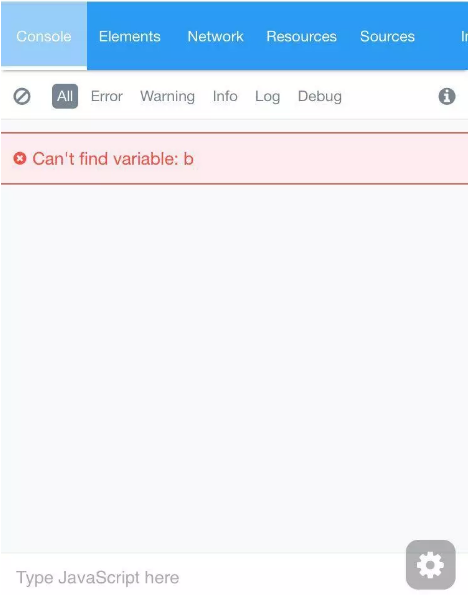 Console Elements Network Resources Sources
All Error Warning Info Log Debug
Can't find variable: b
Type JavaScript here